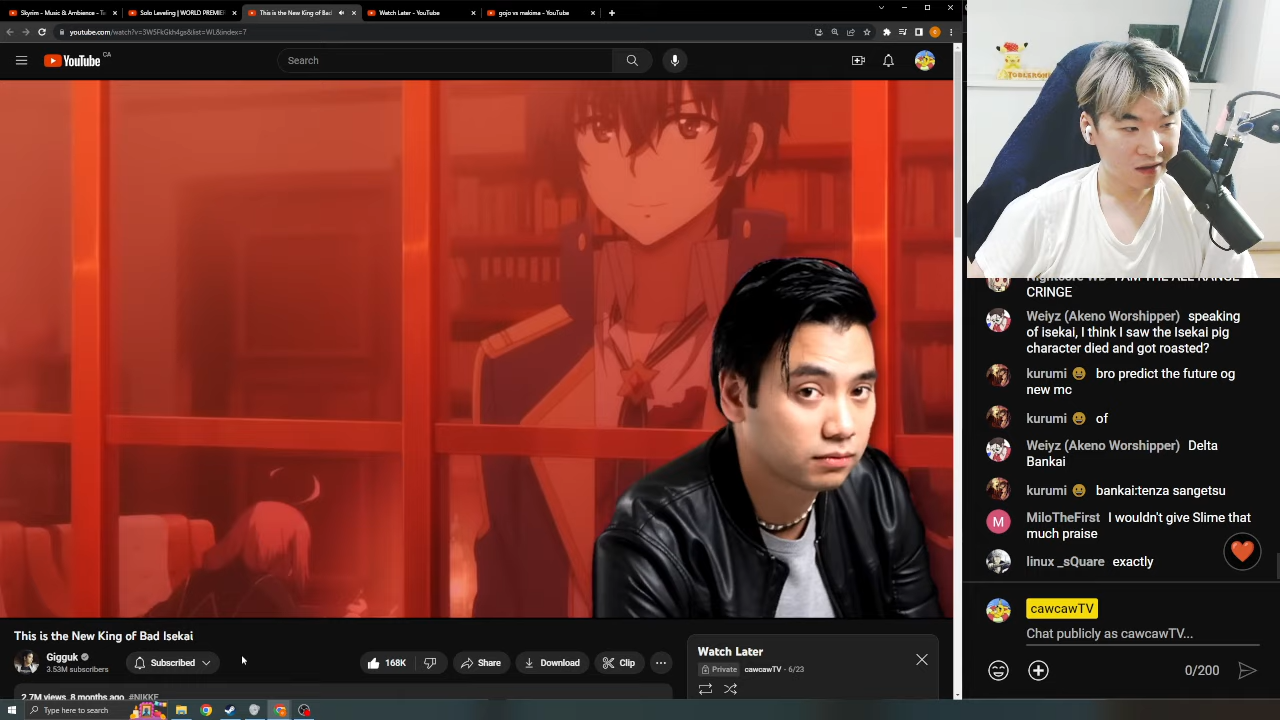 Skyrim - Music & Ambience - Tw
Solo Leveling | WORLD PREMIE
This is the New King of Bad Isek
Watch Later - YouTube
gojo vs makima - YouTube
youtube.com/watch?v=3WSFkGkh4gs&list=WL&index=7
YouTube CA
Search
TOBLERONE
CRINGE
Weiyz (Akeno Worshipper) speaking
of isekai, I think I saw the Isekai pig
character died and got roasted?
kurumi bro predict the future og
new mc
kurumi of
Weiyz (Akeno Worshipper) Delta
Bankai
kurumi bankai:tenza sangetsu
M
MiloTheFirst I wouldn't give Slime that
much praise
linux _sQuare exactly
cawcawTV
Chat publicly as cawcawTV...
0/200
This is the New King of Bad Isekai
Gigguk
3.53M subscribers
Subscribed
168K
Share
Download
Clip
2.7M views 8 months ago #NIKKE
Watch Later
Private cawcawTV - 6/23
Type here to search